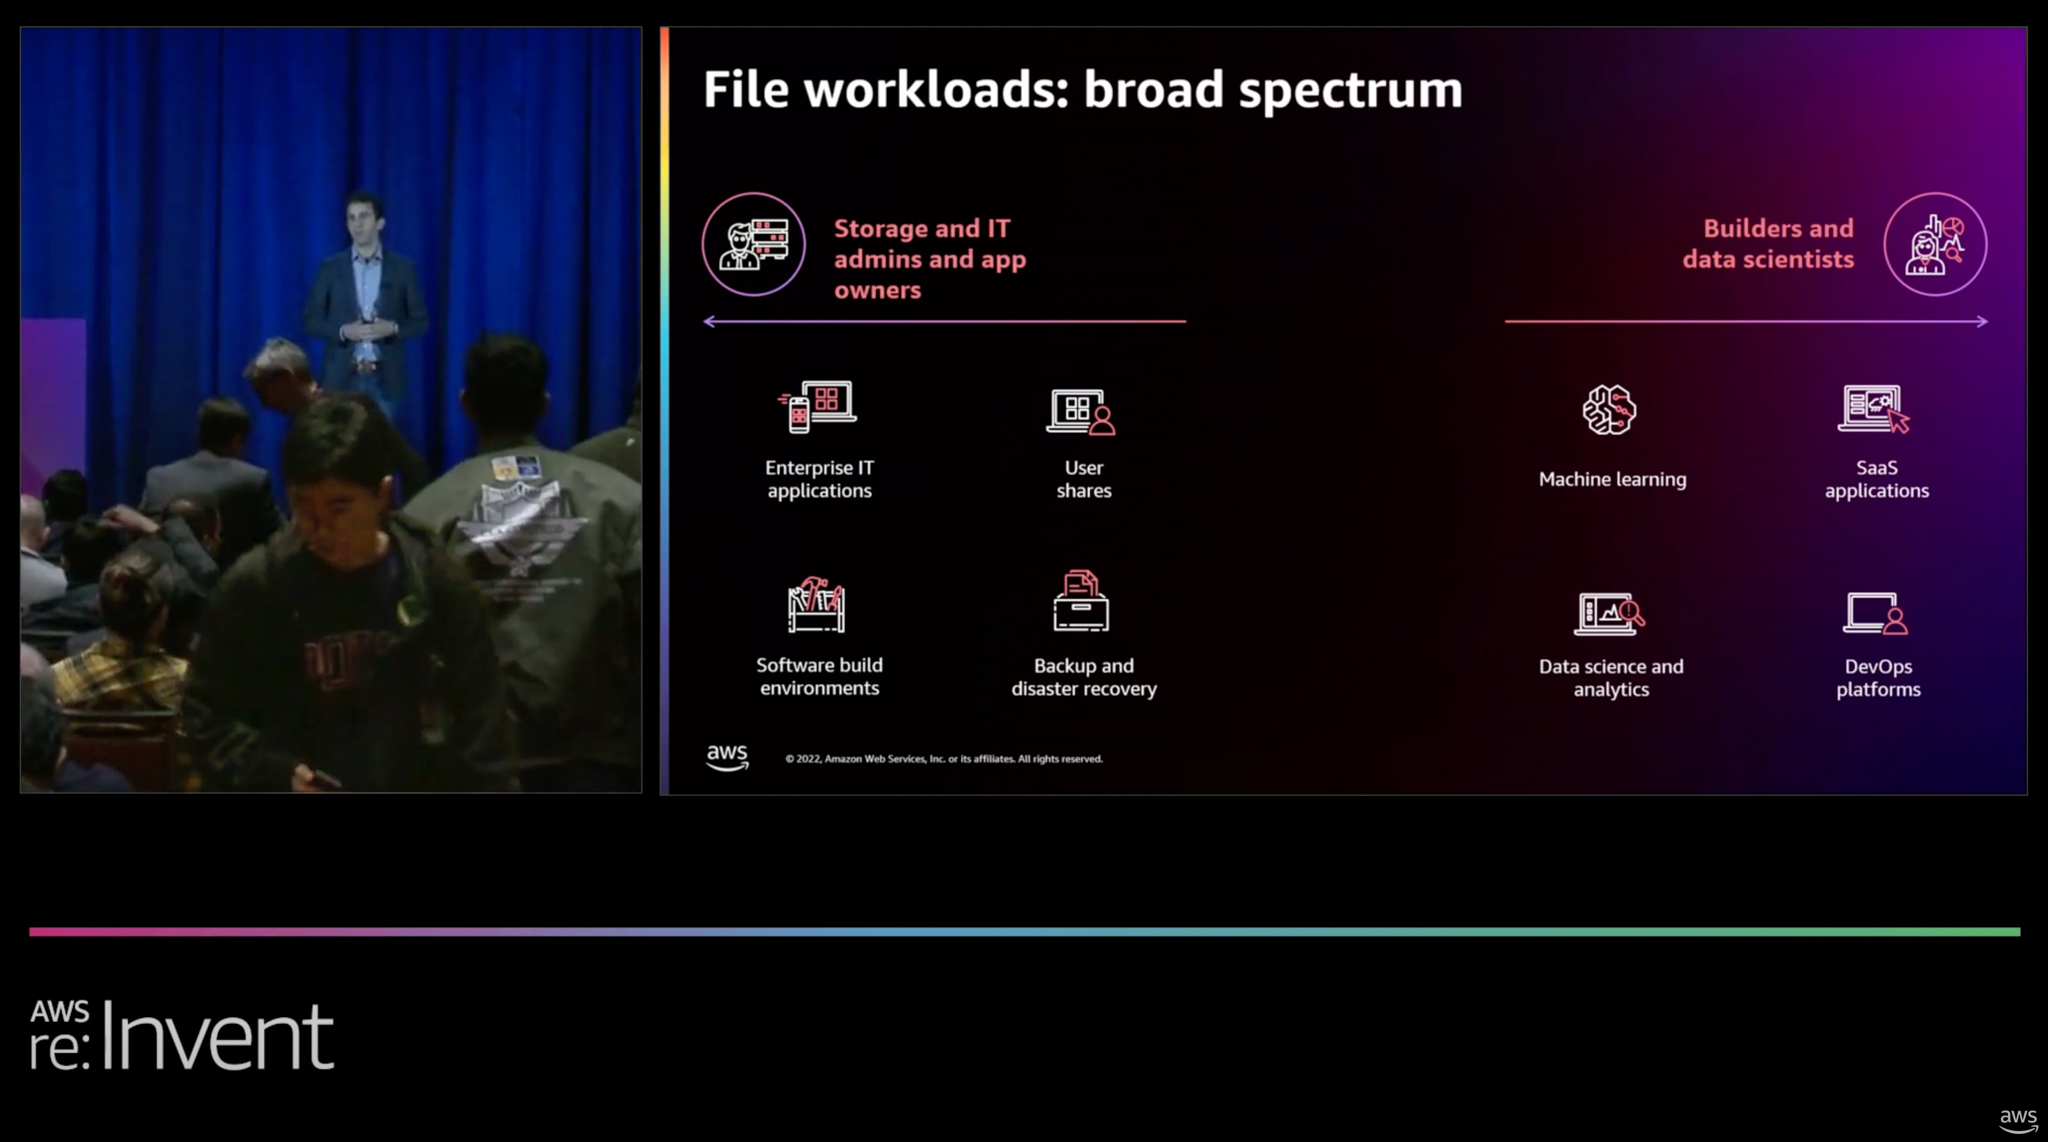 File workloads: broad spectrum
Storage and IT
admins and app
owners
Builders and
data scientists
Enterprise IT
applications
User
shares
Machine learning
SaaS
applications
Software build
environments
Backup and
disaster recovery
Data science and
analytics
DevOps
platforms
aws
© 2022, Amazon Web Services, Inc. or its affiliates. All rights reserved.
AWS
re:Invent
aws